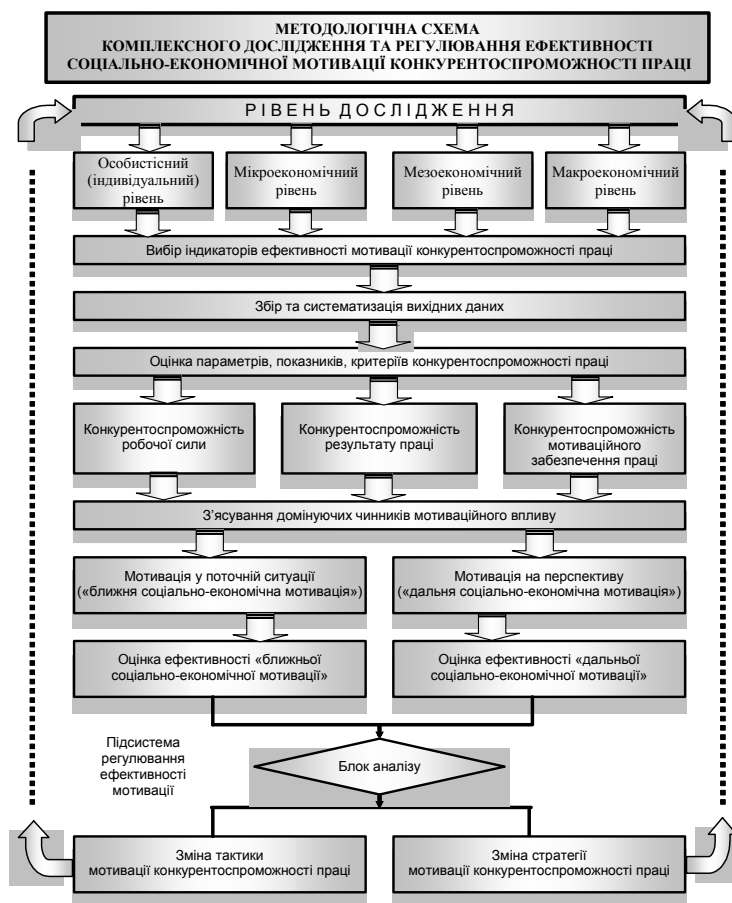 МЕТОДОЛОГІЧНА СХЕМА
КОМПЛЕКСНОГО ДОСЛІДЖЕННЯ ТА РЕГУЛЮВАННЯ ЕФЕКТИВНОСТІ
СОЦІАЛЬНО-ЕКОНОМІЧНОЇ МОТИВАЦІЇ КОНКУРЕНТОСПРОМОЖНОСТІ ПРАЦІ
РІВЕНЬ ДОСЛІДЖЕННЯ
Особистісний
(індивідуальний)
рівень
Мікроекономічний
рівень
Мезоекономічний
рівень
Макроекономічний
рівень
Вибір індикаторів ефективності мотивації конкурентоспроможності праці
Збір та систематизація вихідних даних
Оцінка параметрів, показників, критеріїв конкурентоспроможності праці
Конкурентоспроможність
робочої сили
Конкурентоспроможність
результату праці
Конкурентоспроможність
мотиваційного
забезпечення праці
З'ясування домінуючих чинників мотиваційного впливу
Мотивація у поточній ситуації
(«ближня соціально-економічна мотивація»)
Мотивація на перспективу
(«дальня соціально-економічна мотивація»)
Оцінка ефективності «ближньої
соціально-економічної мотивації»
Оцінка ефективності «дальньої
соціально-економічної мотивації»
Підсистема
регулювання
ефективності
мотивації
Блок аналізу
Зміна тактики
мотивації конкурентоспроможності праці
Зміна стратегії
мотивації конкурентоспроможності праці